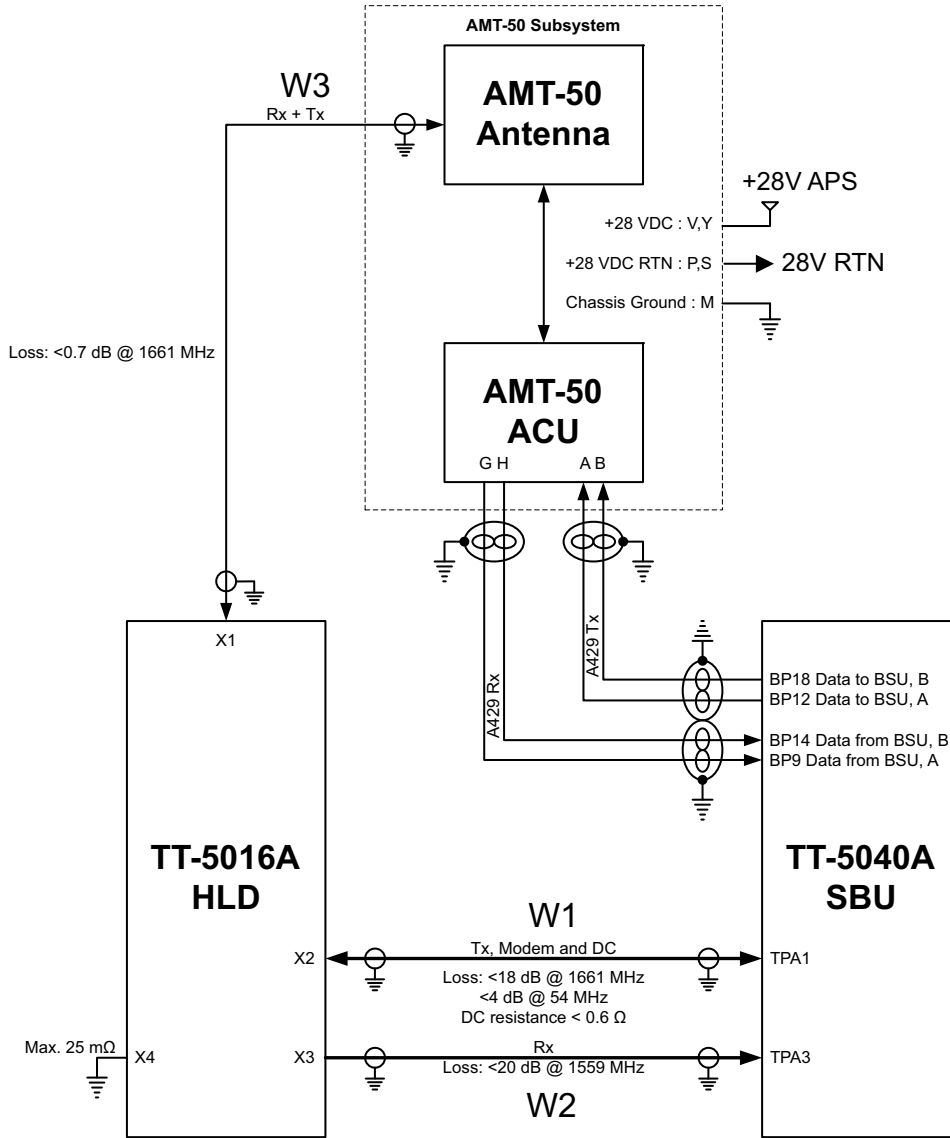 AMT-50 Subsystem
AMT-50
Antenna
W3
Rx + Tx
+28V APS
+28 VDC : V,Y
+28 VDC RTN : P,S
28V RTN
Chassis Ground : M
Loss: <0.7 dB @ 1661 MHz
AMT-50
ACU
G H
A B
A429 Rx
A429 Tx
X1
BP18 Data to BSU, B
BP12 Data to BSU, A
BP14 Data from BSU, B
BP9 Data from BSU, A
TT-5016A
HLD
TT-5040A
SBU
W1
Tx, Modem and DC
X2
TPA1
Loss: <18 dB @ 1661 MHz
<4 dB @ 54 MHz
DC resistance < 0.6 Ω
Max. 25 mΩ
X4
X3
Rx
TPA3
Loss: <20 dB @ 1559 MHz
W2